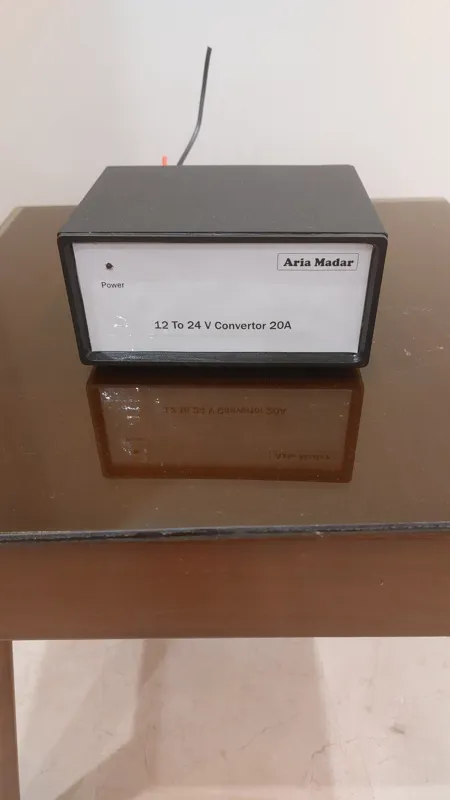 Aria Madar
Power
12 To 24 V Convertor 20A